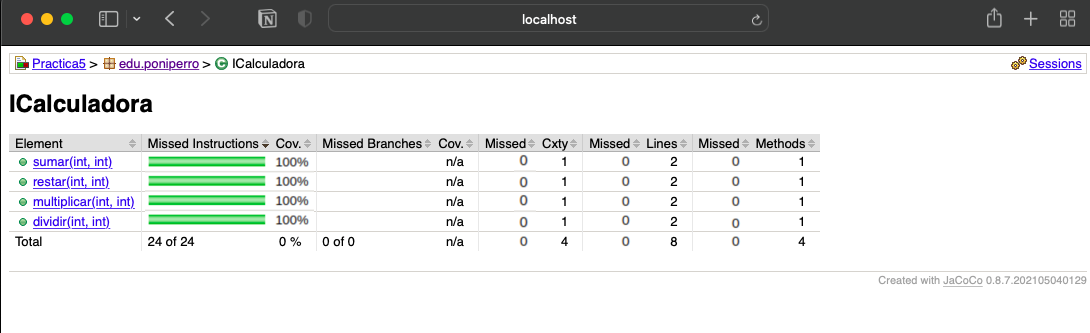 localhost
Practica5 > edu.poniperro > ICalculadora Sessions
ICalculadora
Element Missed Instructions Cov. Missed Branches Cov. Missed Cxty Missed Lines Missed Methods
sumar(int, int) 100% n/a 0 1 0 2 0 1
restar(int, int) 100% n/a 0 1 0 2 0 1
multiplicar(int, int) 100% n/a 0 1 0 2 0 1
dividir(int, int) 100% n/a 0 1 0 2 0 1
Total 24 of 24 0 % 0 of 0 n/a 0 4 0 8 0 4
Created with JaCoCo 0.8.7.202105040129